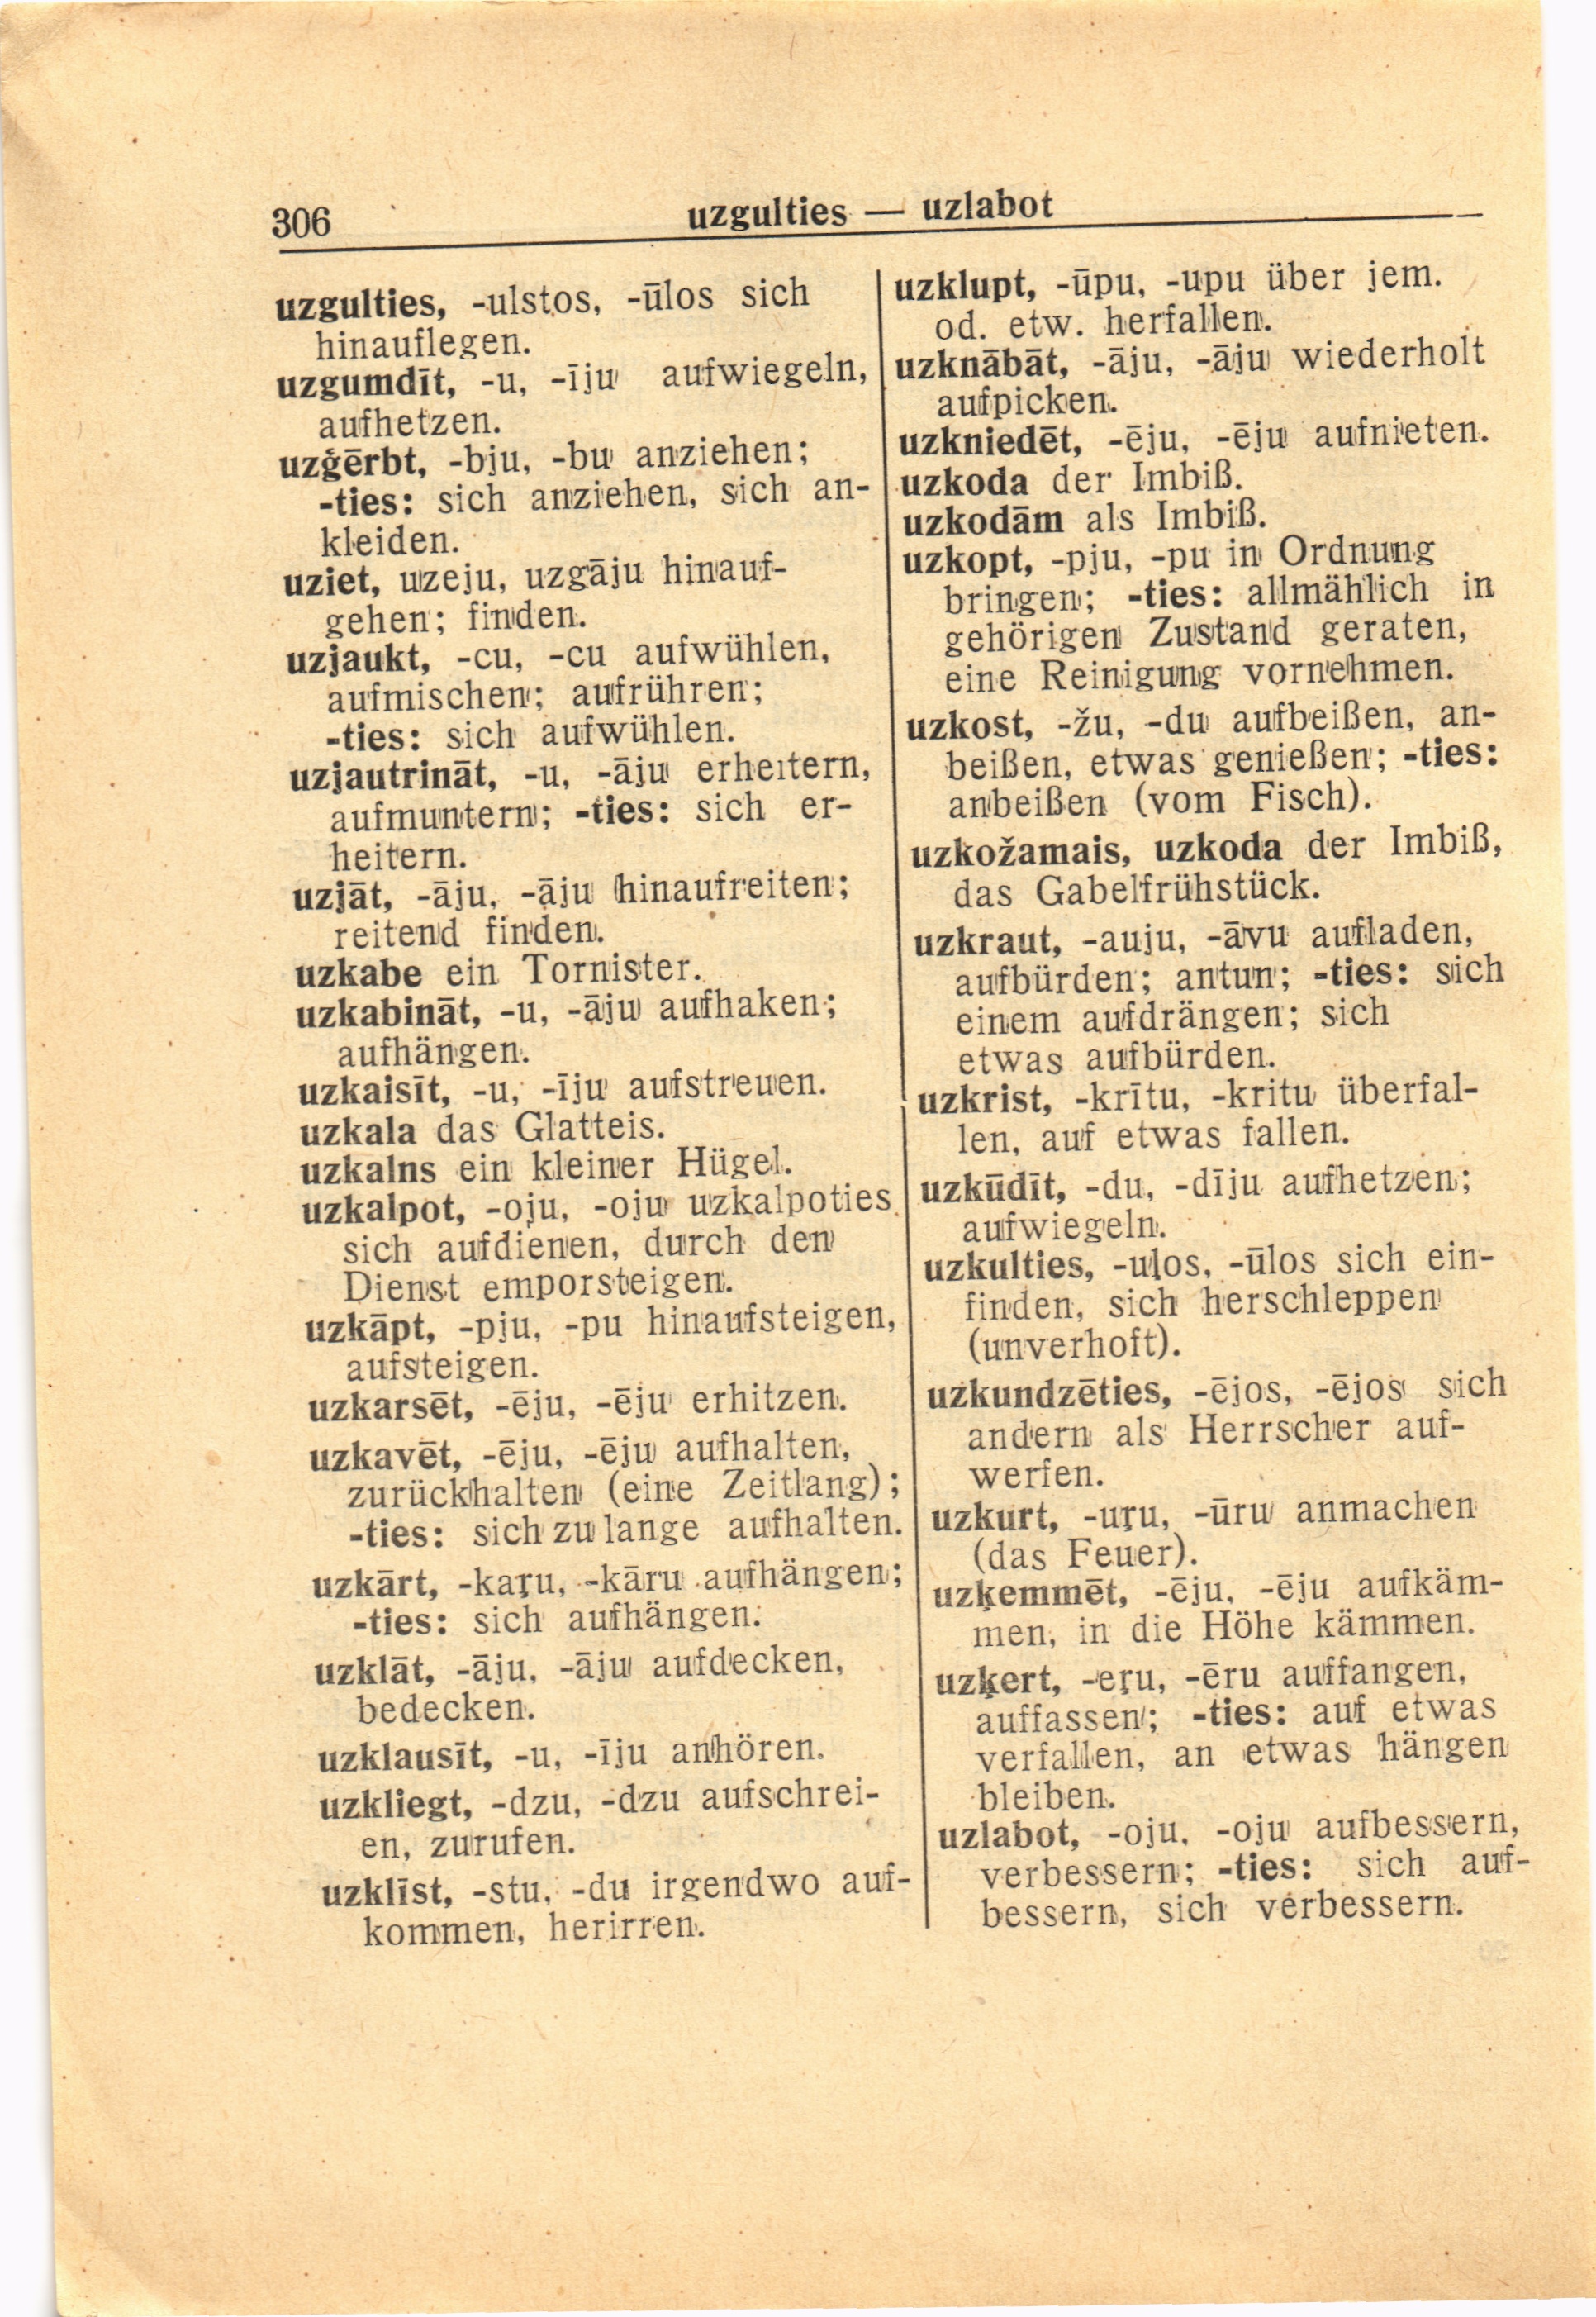 306
uzgulties — uzlabot
uzgulties, -ulstos, -ūlos sich
hinauflegen.
uzgumdīt, -u, -īju aufwiegeln,
aufhetzen.
uzģērbt, -bju, -bu anziehen;
-ties: sich anziehen, sich an-
kleiden.
uziet, uzeju, uzgāju hinauf-
gehen; finden.
uzjaukt, -cu, -cu aufwühlen,
aufmischen; aufrühren;
-ties: sich aufwühlen.
uzjautrināt, -u, -āju erheitern,
aufmuntern; -ties: sich er-
heitern.
uzjāt, -āju, -āju hinaufreiten;
reitend finden.
uzkabe ein Tornister.
uzkabināt, -u, -āju aufhaken;
aufhängen.
uzkaisīt, -u, -īju aufstreuen.
uzkala das Glatteis.
uzkalns ein kleiner Hügel.
uzkalpot, -oju, -oju uzkalpoties
sich aufdienen, durch den
Dienst emporsteigen.
uzkāpt, -pju, -pu hinaufsteigen,
aufsteigen.
uzkarsēt, -ēju, -ēju erhitzen.
uzkavēt, -ēju, -ēju aufhalten,
zurückhalten (eine Zeitlang);
-ties: sich zu lange aufhalten.
uzkārt, -kaŗu, -kāru aufhängen;
-ties: sich aufhängen.
uzklāt, -āju, -āju aufdecken,
bedecken.
uzklausīt, -u, -īju anhören.
uzkliegt, -dzu, -dzu aufschrei-
en, zurufen.
uzklīst, -stu, -du irgendwo auf-
kommen, herirren.
uzklupt, -ūpu, -upu über jem.
od. etw. herfallen.
uzknābāt, -āju, -āju wiederholt
aufpicken.
uzkniedēt, -ēju, -ēju aufnieten.
uzkoda der Imbiß.
uzkodām als Imbiß.
uzkopt, -pju, -pu in Ordnung
bringen; -ties: allmählich in
gehörigen Zustand geraten,
eine Reinigung vornehmen.
uzkost, -žu, -du aufbeißen, an-
beißen, etwas genießen; -ties:
anbeißen (vom Fisch).
uzkožamais, uzkoda der Imbiß,
das Gabelfrühstück.
uzkraut, -auju, -āvu aufladen,
aufbürden; antun; -ties: sich
einem aufdrängen; sich
etwas aufbürden.
uzkrist, -krītu, -kritu überfal-
len, auf etwas fallen.
uzkūdīt, -du, -dīju aufhetzen;
aufwiegeln.
uzkulties, -uļos, -ūlos sich ein-
finden, sich herschleppen
(unverhoft).
uzkundzēties, -ējos, -ējos sich
andern als Herrscher auf-
werfen.
uzkurt, -uŗu, -ūru anmachen
(das Feuer).
uzķemmēt, -ēju, -ēju aufkäm-
men, in die Höhe kämmen.
uzķert, -eŗu, -ēru auffangen,
auffassen; -ties: auf etwas
verfallen, an etwas hängen
bleiben.
uzlabot, -oju, -oju aufbessern,
verbessern; -ties: sich auf-
bessern, sich verbessern.